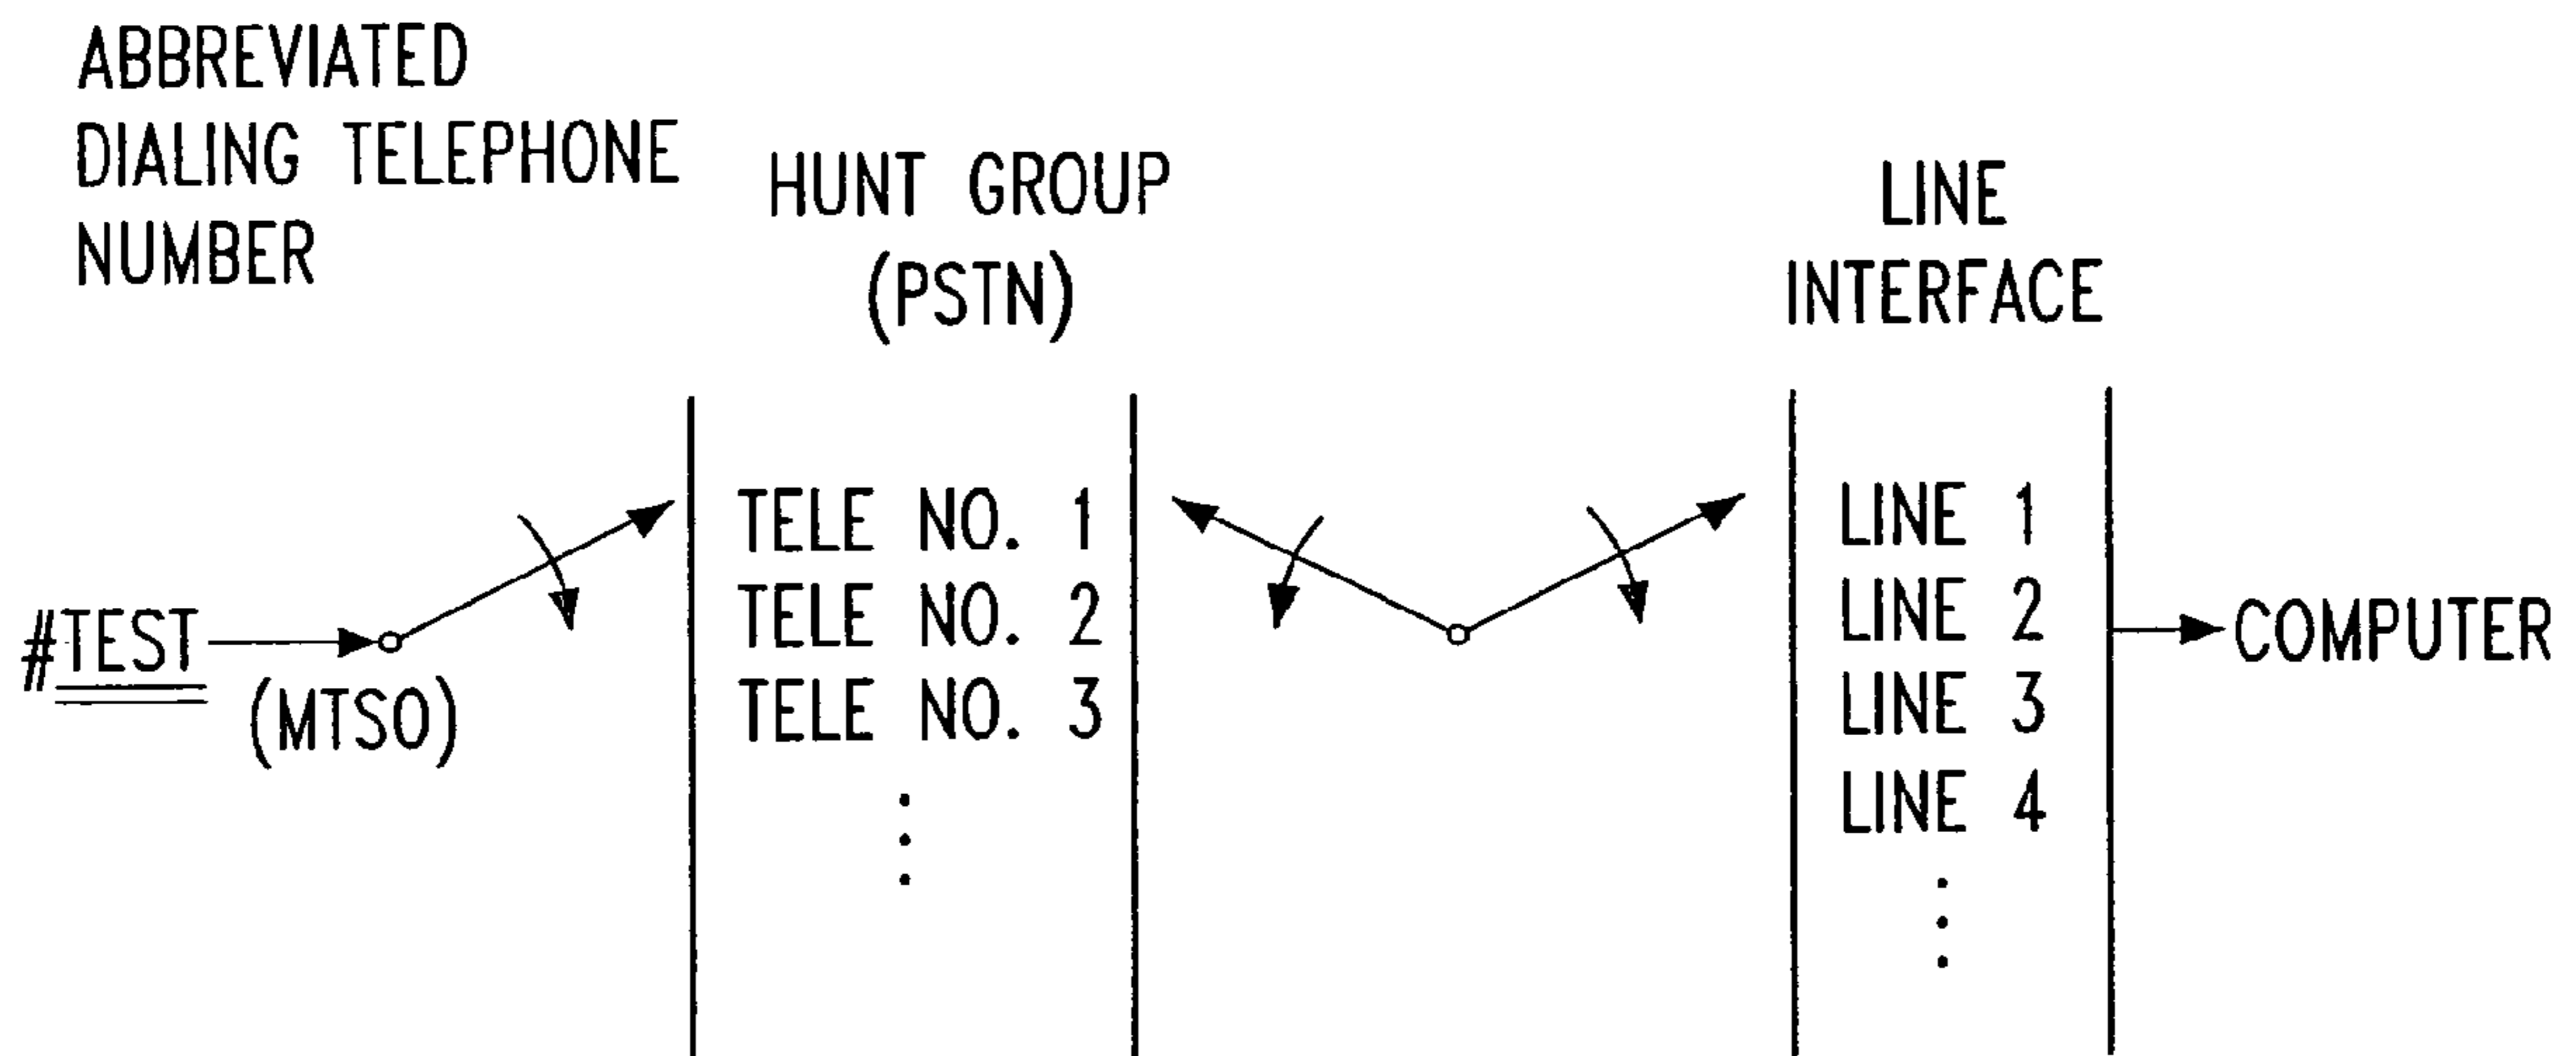 ABBREVIATED
DIALING TELEPHONE
NUMBER
HUNT GROUP
(PSTN)
LINE
INTERFACE
#TEST
(MTSO)
TELE NO. 1
TELE NO. 2
TELE NO. 3
LINE 1
LINE 2
LINE 3
LINE 4
COMPUTER